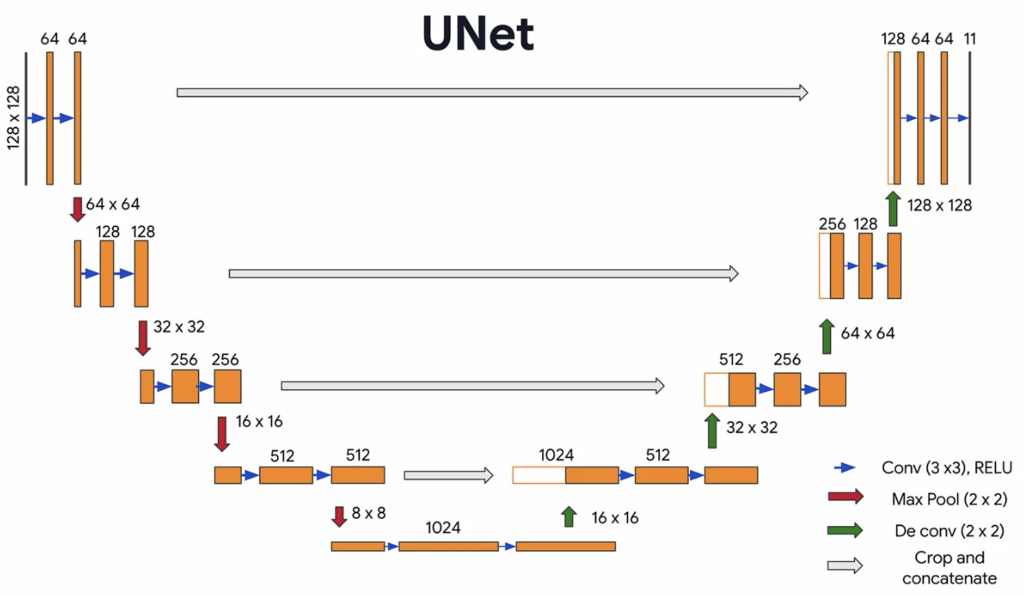 UNet
64 64
128 x 128
128 64 64 11
64 x 64
128 x 128
128 128
256 128
32 x 32
64 x 64
256 256
512 256
16 x 16
32 x 32
512 512
1024 512
8 x 8
16 x 16
1024
Conv (3 x3), RELU
Max Pool (2 x 2)
De conv (2 x 2)
Crop and
concatenate